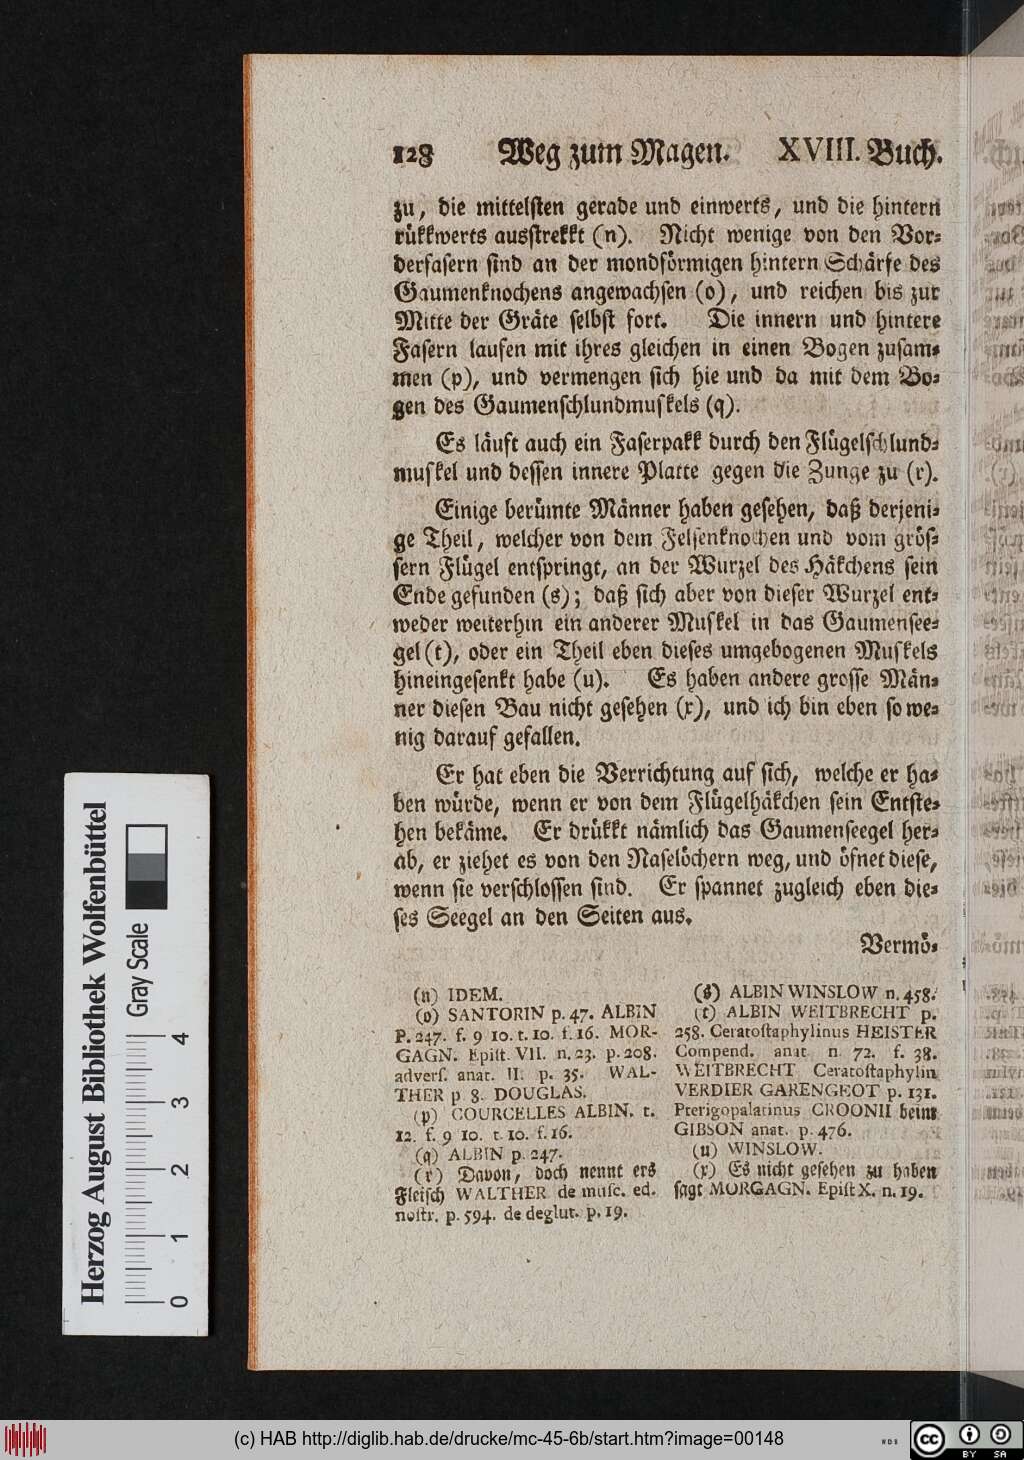 128 Weg zum Magen. XVIII. Buch.
zu, die mittelſten gerade und einwerts, und die hintern
rükkwerts ausſtrekkt (n). Nicht wenige von den Vor⸗
derfaſern ſind an der mondförmigen hintern Schärfe des
Gaumenknochens angewachſen (o), und reichen bis zur
Mitte der Gräte ſelbſt fort. Die innern und hintere
Faſern laufen mit ihres gleichen in einen Bogen zuſam⸗
men (p), und vermengen ſich hie und da mit dem Bo⸗
gen des Gaumenſchlundmuſkels (q).
Es läuft auch ein Faſerpakk durch den Flügelſchlund⸗
muſkel und deſſen innere Platte gegen die Zunge zu (r).
Einige berümte Männer haben geſehen, daß derjeni⸗
ge Theil, welcher von dem Felſenknochen und vom gröſ⸗
ſern Flügel entſpringt, an der Wurzel des Häkchens ſein
Ende gefunden (s); daß ſich aber von dieſer Wurzel ent⸗
weder weiterhin ein anderer Muſkel in das Gaumenſee⸗
gel (t), oder ein Theil eben dieſes umgebogenen Muſkels
hineingeſenkt habe (u). Es haben andere groſſe Män⸗
ner dieſen Bau nicht geſehen (x), und ich bin eben ſo we⸗
nig darauf gefallen.
Er hat eben die Verrichtung auf ſich, welche er ha⸗
ben würde, wenn er von dem Flügelhäkchen ſein Entſte⸗
hen bekäme. Er drükkt nämlich das Gaumenſeegel her⸗
ab, er ziehet es von den Naſelöchern weg, und öfnet dieſe,
wenn ſie verſchloſſen ſind. Er ſpannet zugleich eben die⸗
ſes Seegel an den Seiten aus.
Vermö⸗
(n) IDEM.
(o) SANTORIN p. 47. ALBIN
P. 247. f. 9 10. t. 10. f. 16. MOR-
GAGN. Epiſt. VII. n. 23. p. 208.
adverſ. anat. II. p. 35. WAL-
THER p 8. DOUGLAS.
(p) COURCELLES ALBIN. t.
12. f. 9 10. t. 10. f. 16.
(q) ALBIN p. 247.
(r) Davon, doch nennt ers
Fleiſch WALTHER de muſc. ed.
noſtr. p. 594. de deglut. p. 19.
(s) ALBIN WINSLOW n. 458.
(t) ALBIN WEITBRECHT p.
258. Ceratoſtaphylinus HEISTER
Compend. anat. n. 72. f. 38.
WEITBRECHT Ceratoſtaphylin
VERDIER GARENGEOT p. 131.
Pterigopalatinus CROONII beim
GIBSON anat. p. 476.
(u) WINSLOW.
(x) Es nicht geſehen zu haben
ſagt MORGAGN. Epiſt X. n. 19.
Herzog August Bibliothek Wolfenbüttel
Gray Scale
0 1 2 3 4
(c) HAB http://diglib.hab.de/drucke/mc-45-6b/start.htm?image=00148
cc BY SA